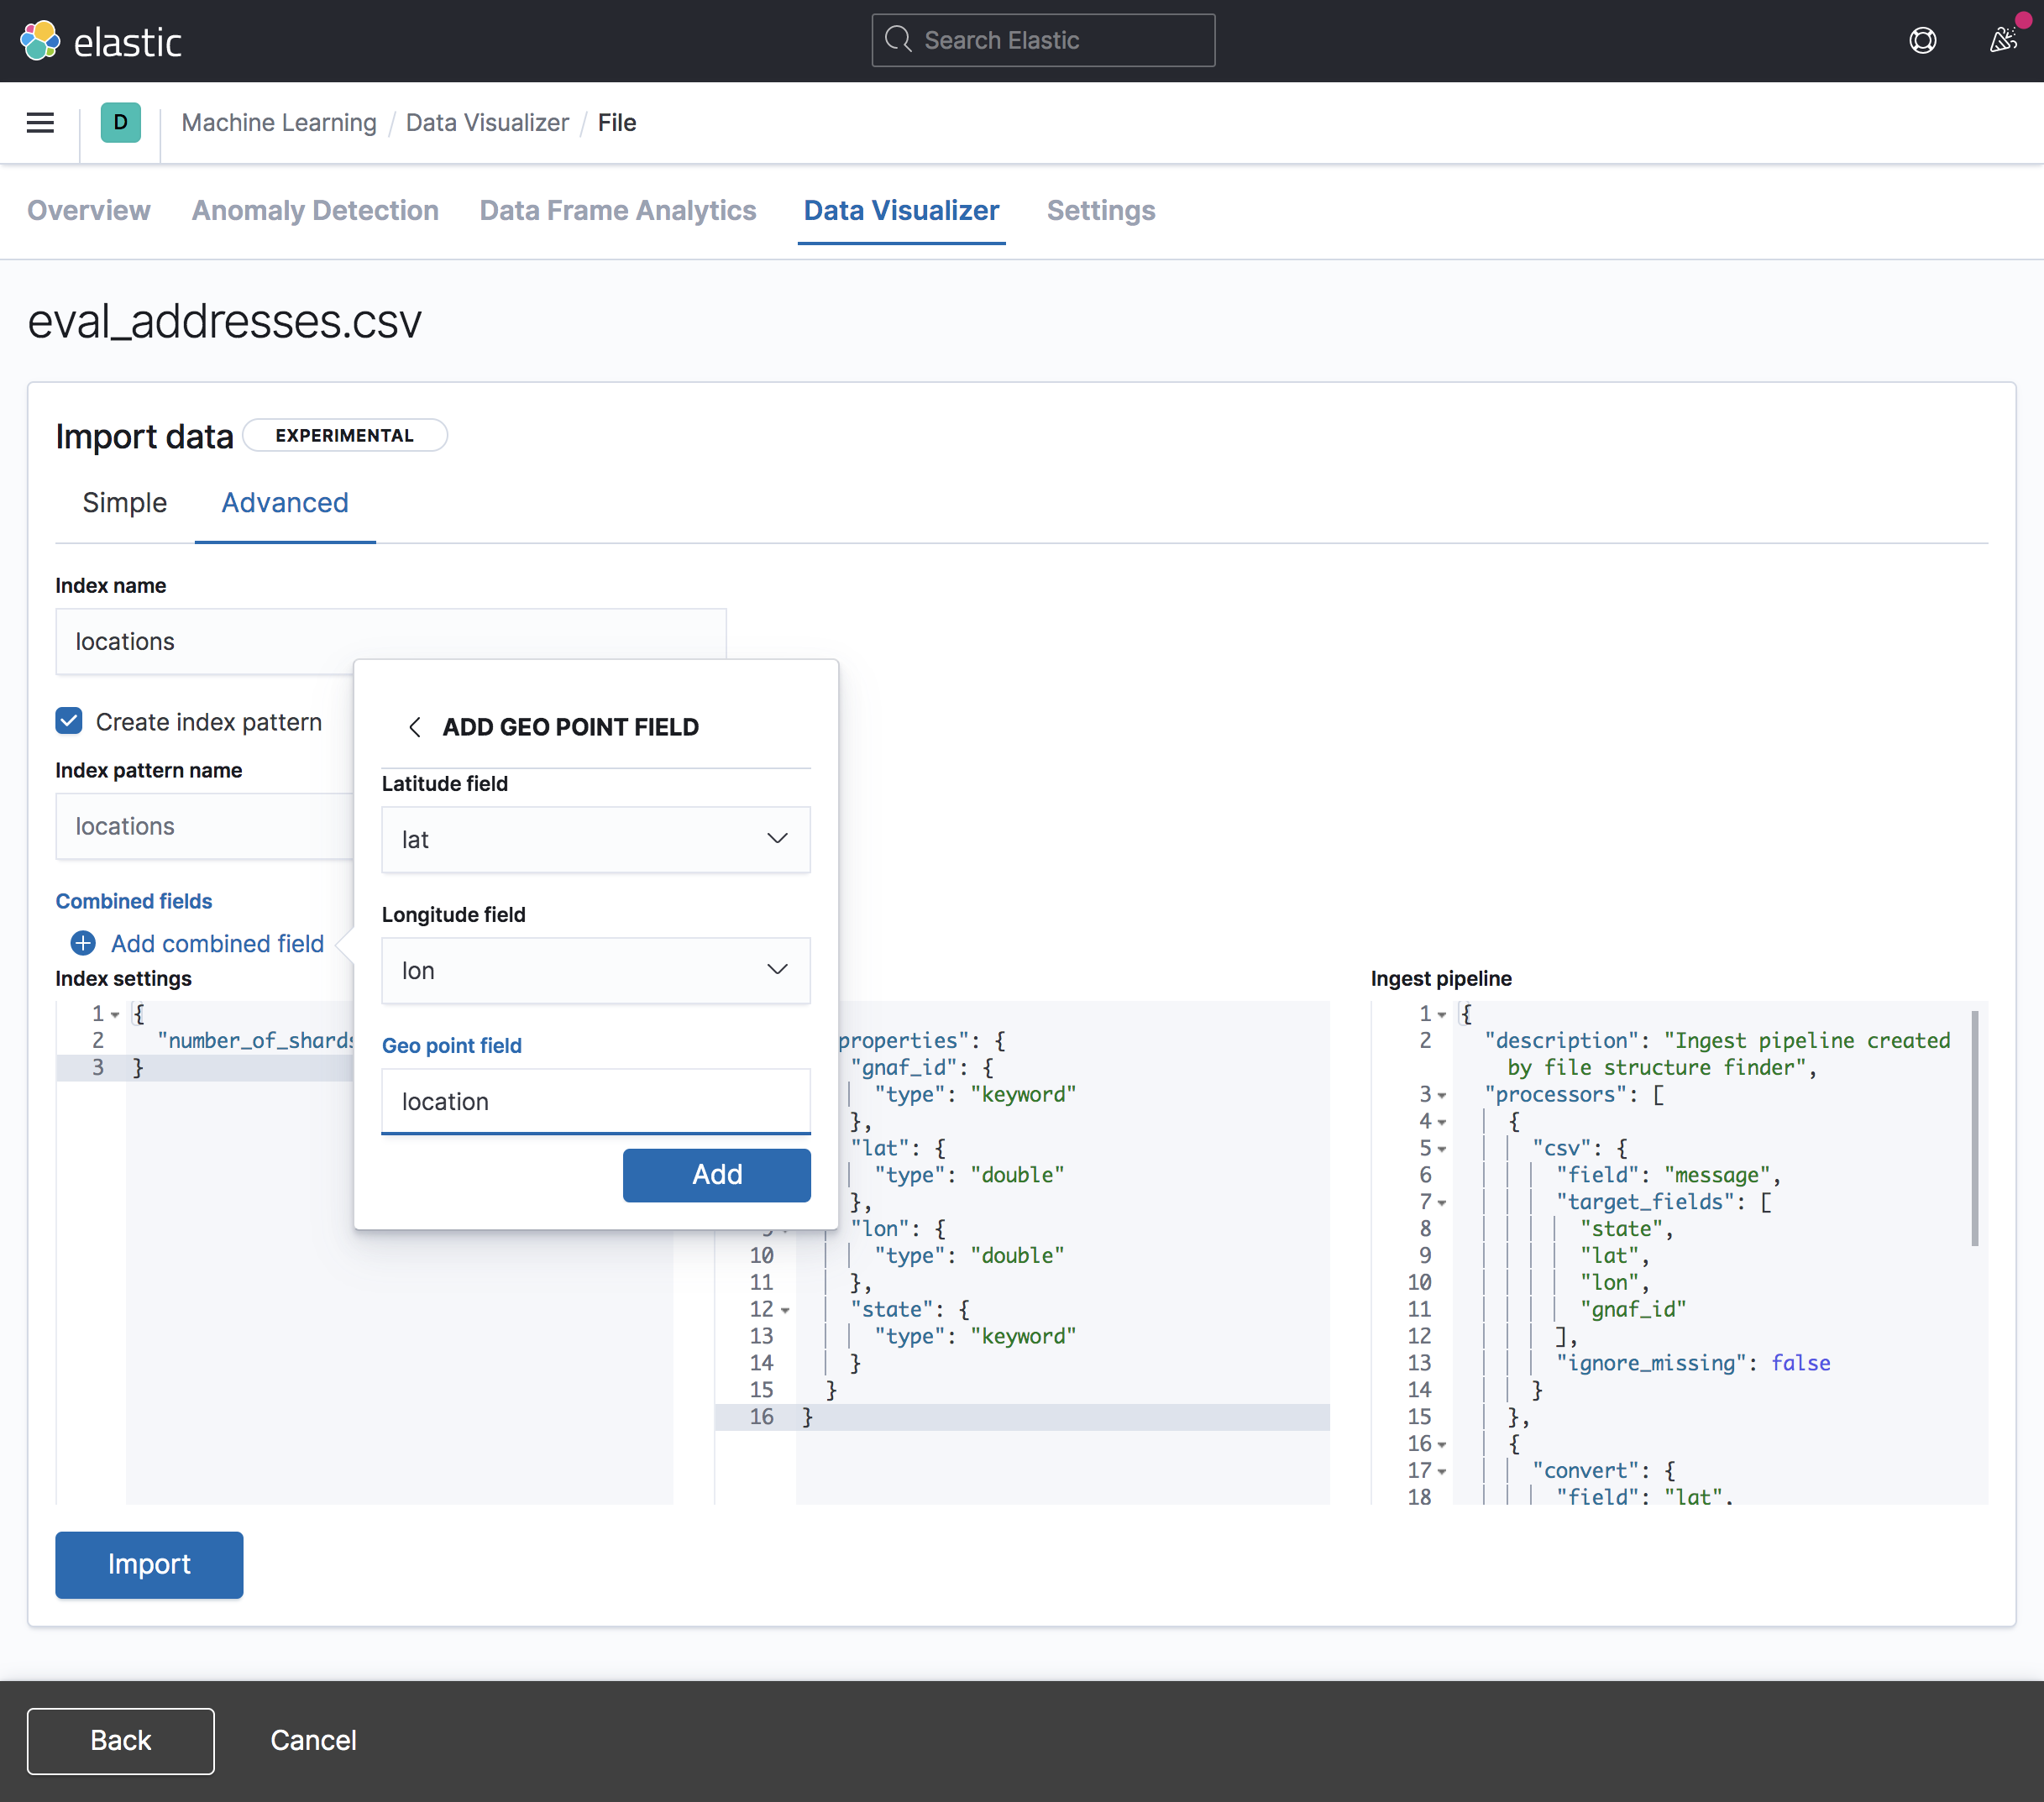 elastic
Search Elastic
D
Machine Learning / Data Visualizer / File
Overview
Anomaly Detection
Data Frame Analytics
Data Visualizer
Settings
eval_addresses.csv
Import data
EXPERIMENTAL
Simple
Advanced
Index name
locations
Create index pattern
Index pattern name
locations
Combined fields
Add combined field
ADD GEO POINT FIELD
Latitude field
lat
Longitude field
lon
Geo point field
location
Add
Index settings
1 {
2 "number_of_shards
3 }
properties": {
"gnaf_id": {
"type": "keyword"
},
"lat": {
"type": "double"
},
"lon": {
10 "type": "double"
11 },
12 "state": {
13 "type": "keyword"
14 }
15 }
16 }
Ingest pipeline
1 {
2 "description": "Ingest pipeline created
by file structure finder",
3 "processors": [
4 {
5 "csv": {
6 "field": "message",
7 "target_fields": [
8 "state",
9 "lat",
10 "lon",
11 "gnaf_id"
12 ],
13 "ignore_missing": false
14 }
15 },
16 {
17 "convert": {
18 "field": "lat",
Import
Back
Cancel